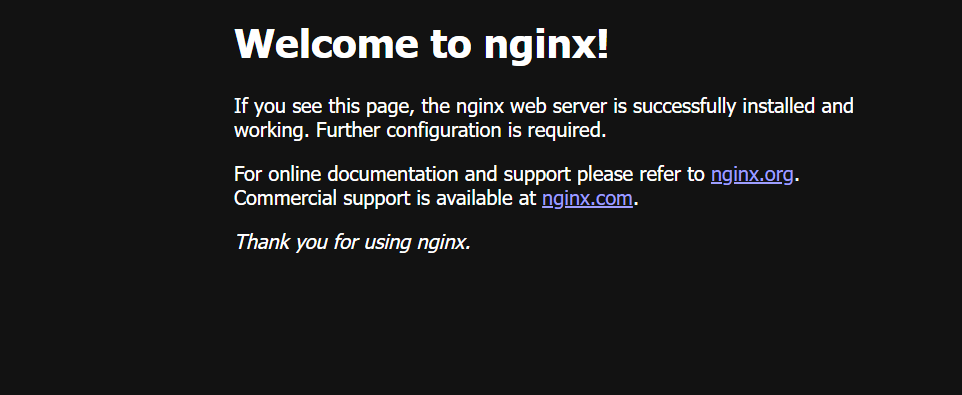 Welcome to nginx!
If you see this page, the nginx web server is successfully installed and
working. Further configuration is required.
For online documentation and support please refer to nginx.org.
Commercial support is available at nginx.com.
Thank you for using nginx.